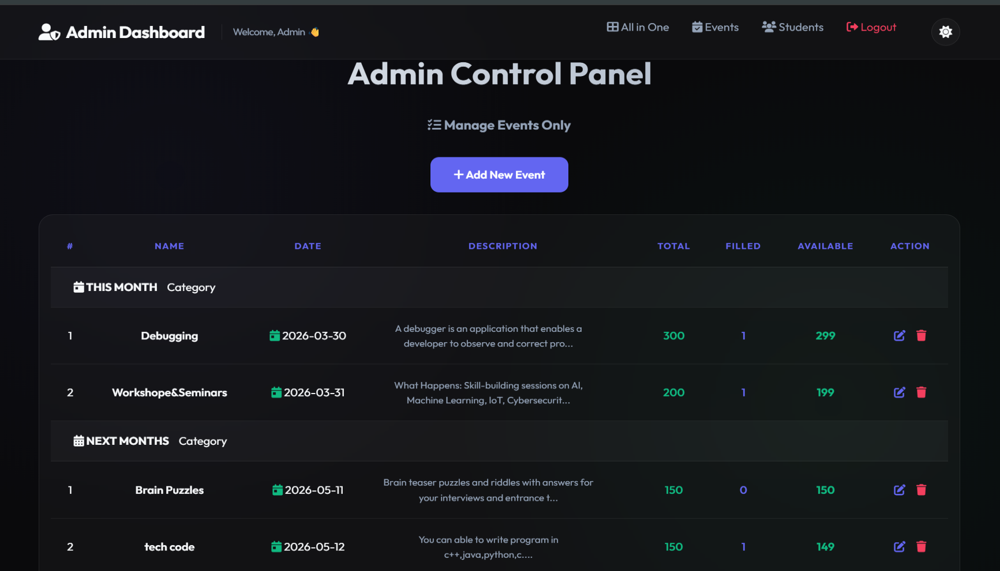 Admin Dashboard
Welcome, Admin 👋
All in One
Events
Students
Logout
Admin Control Panel
Manage Events Only
+ Add New Event
# NAME DATE DESCRIPTION TOTAL FILLED AVAILABLE ACTION
THIS MONTH Category
1 Debugging 2026-03-30 A debugger is an application that enables a
developer to observe and correct pro... 300 1 299
2 Workshope&Seminars 2026-03-31 What Happens: Skill-building sessions on AI,
Machine Learning, IoT, Cybersecurit... 200 1 199
NEXT MONTHS Category
1 Brain Puzzles 2026-05-11 Brain teaser puzzles and riddles with answers for
your interviews and entrance t... 150 0 150
2 tech code 2026-05-12 You can able to write program in
c++,java,python,c.... 150 1 149